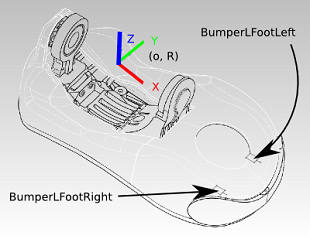 BumperLFootLeft
Z
Y
(o, R)
X
BumperLFootRight